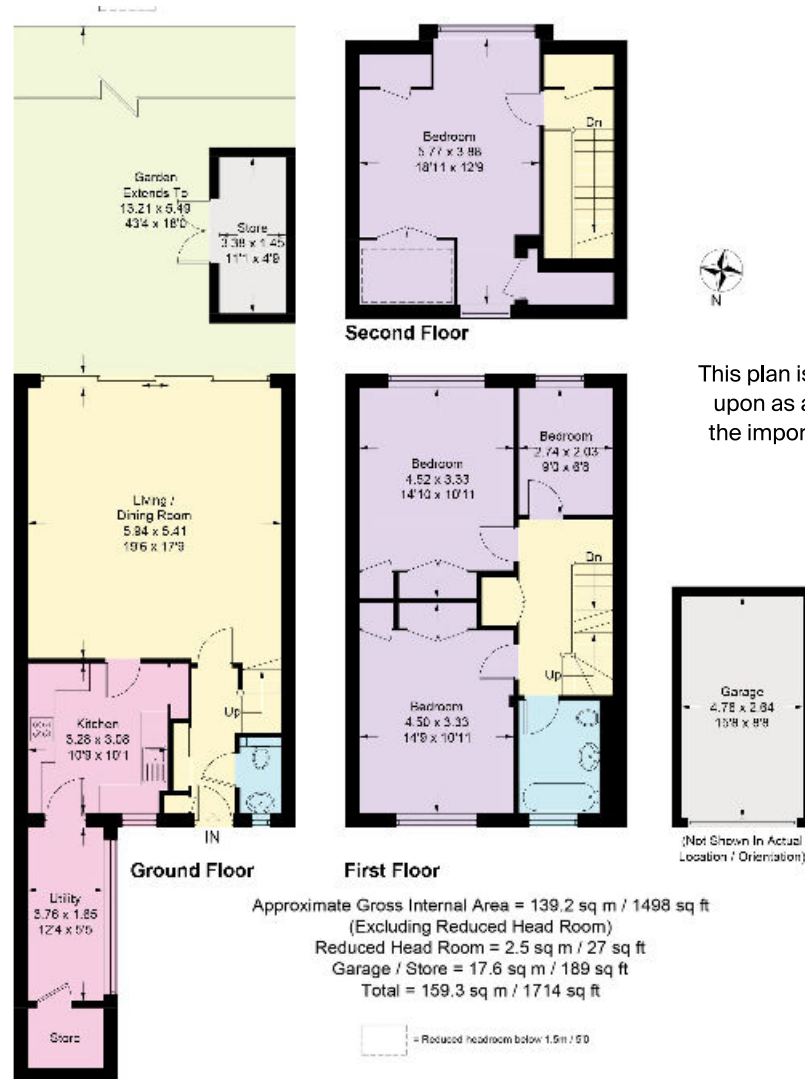 Garden
Extends To
13.21 x 5.49
43'4 x 18'0
Store
3.38 x 1.45
11'1 x 4'9
Bedroom
5.77 x 3.88
18'11 x 12'9
Dn
Second Floor
N
This plan is
upon as a
the impor
Living /
Dining Room
5.94 x 5.41
19'6 x 17'9
Kitchen
3.28 x 3.08
10'9 x 10'1
Up
IN
Ground Floor
Utility
3.76 x 1.65
12'4 x 5'5
Store
Bedroom
4.52 x 3.33
14'10 x 10'11
Bedroom
2.74 x 2.03
9'0 x 6'8
Dn
Up
Bedroom
4.50 x 3.33
14'9 x 10'11
First Floor
Garage
4.78 x 2.64
15'8 x 8'8
(Not Shown In Actual
Location / Orientation)
Approximate Gross Internal Area = 139.2 sq m / 1498 sq ft
(Excluding Reduced Head Room)
Reduced Head Room = 2.5 sq m / 27 sq ft
Garage / Store = 17.6 sq m / 189 sq ft
Total = 159.3 sq m / 1714 sq ft
= Reduced headroom below 1.5m / 5'0